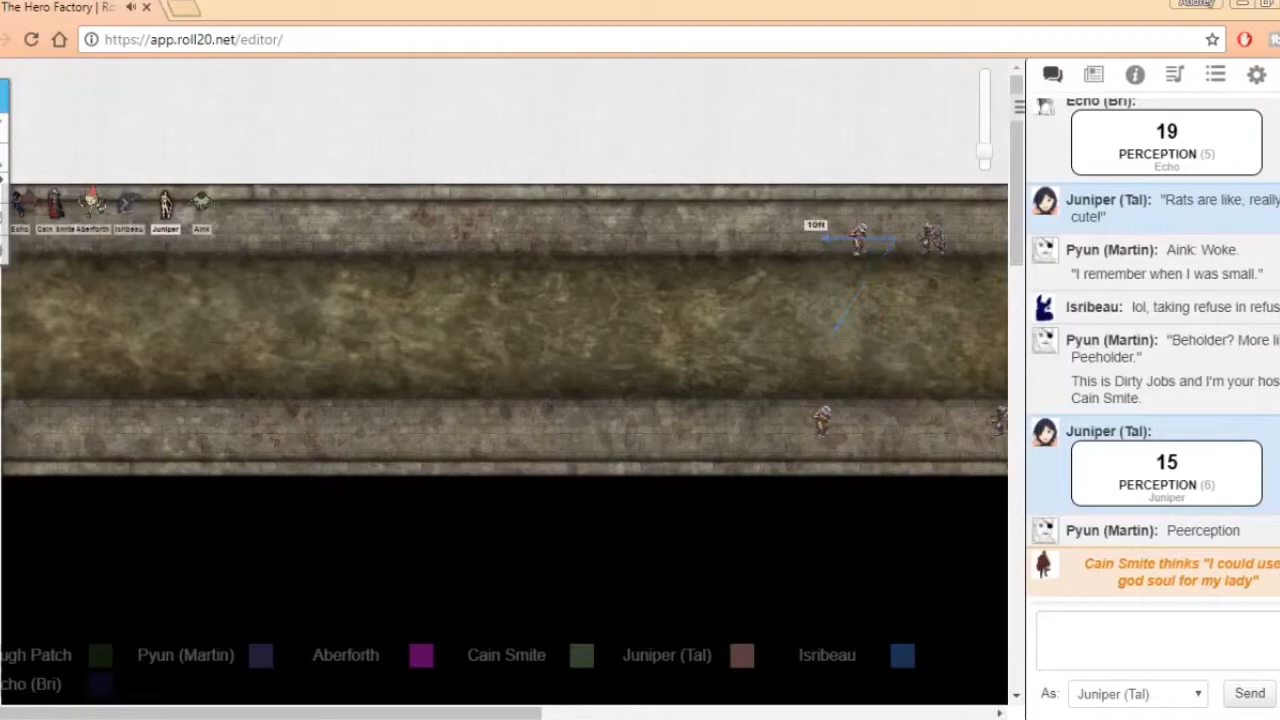 The Hero Factory | Ro
Audrey
https://app.roll20.net/editor/
Echo (Bri):
19
PERCEPTION (5)
Echo
Juniper (Tal): "Rats are like, really
cute!"
Pyun (Martin): Aink: Woke.
"I remember when I was small."
Isribeau: lol, taking refuse in refus
Pyun (Martin): "Beholder? More li
Peeholder."
This is Dirty Jobs and I'm your hos
Cain Smite.
Juniper (Tal):
15
PERCEPTION (6)
Juniper
Pyun (Martin): Peerception
Cain Smite thinks "I could use
god soul for my lady"
As: Juniper (Tal) Send
Echo Cain Smite Aberforth Isribeau Juniper Aink
10ft
ugh Patch Pyun (Martin) Aberforth Cain Smite Juniper (Tal) Isribeau
cho (Bri)